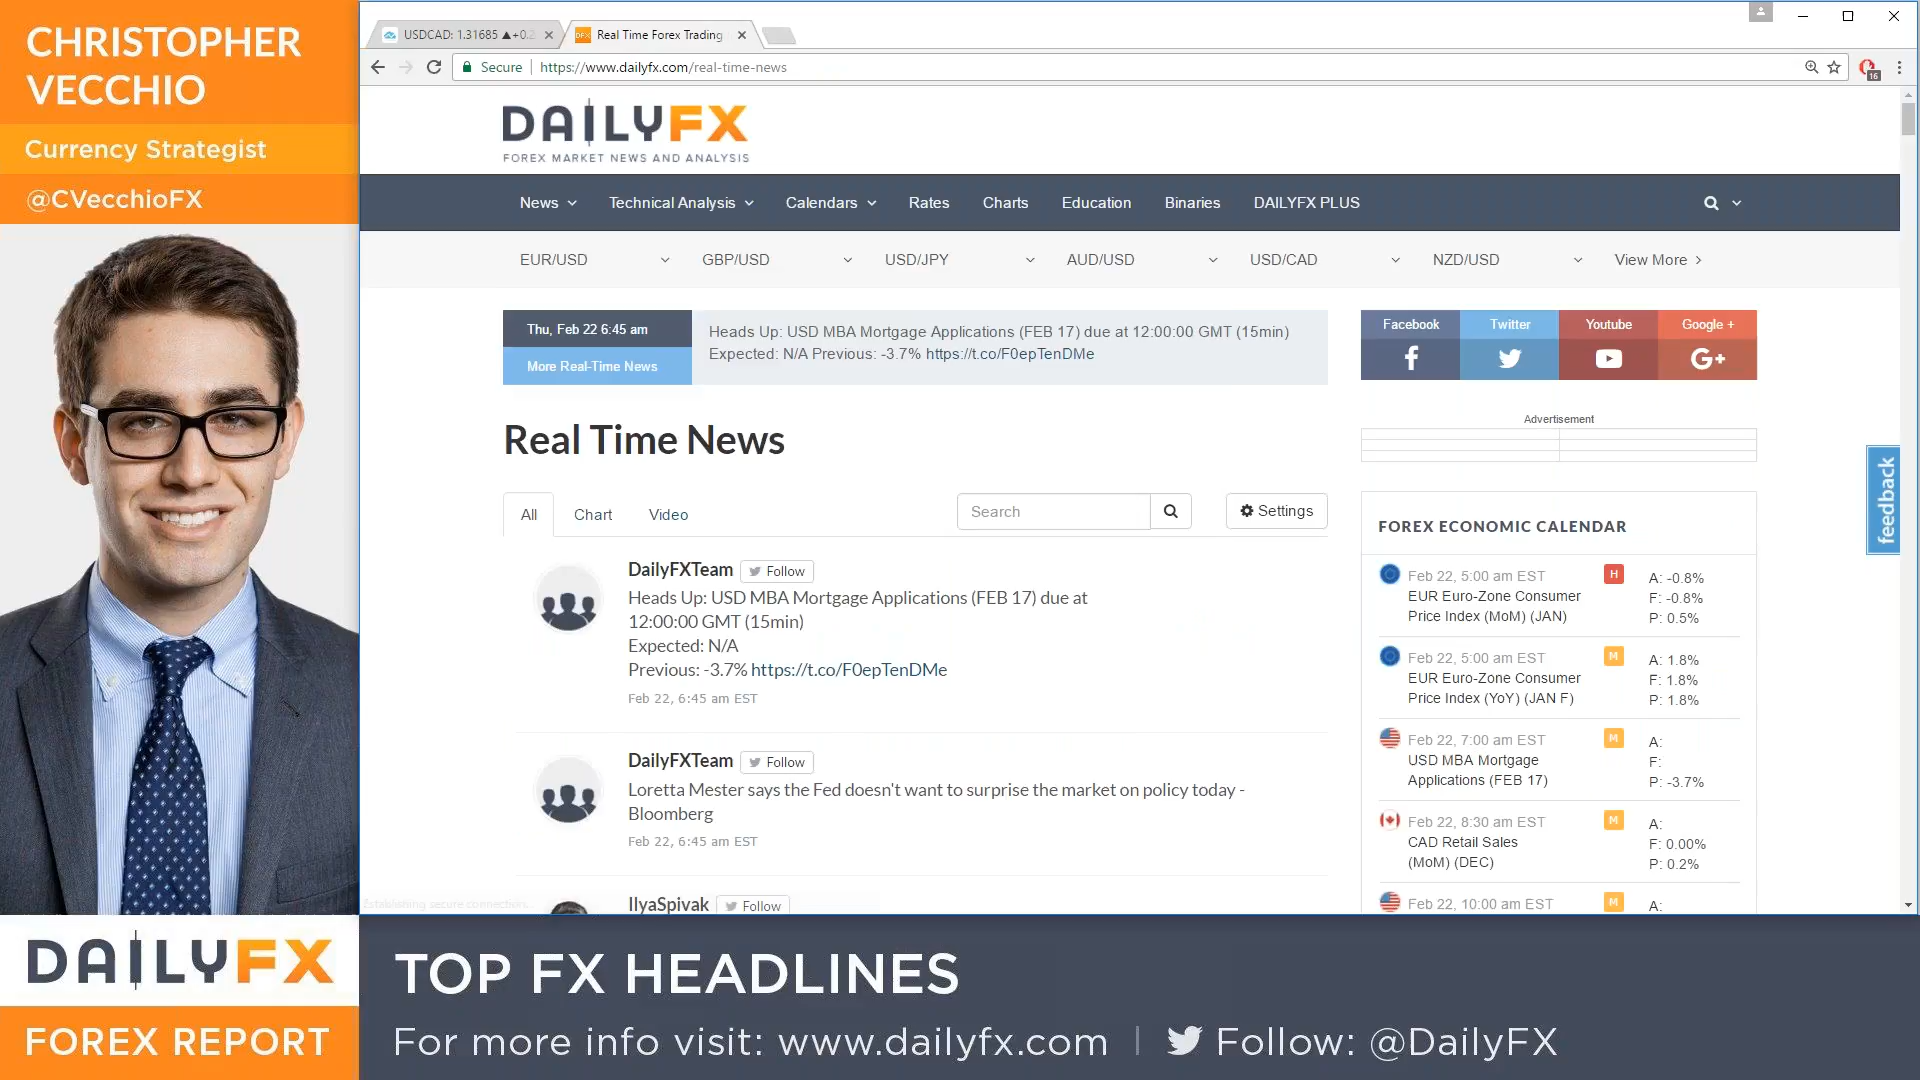 CHRISTOPHER
VECCHIO
Currency Strategist
@CVecchioFX
DAILYFX
FOREX REPORT
USDCAD: 1.31685 ▲+0.2
Real Time Forex Trading
Secure
https://www.dailyfx.com/real-time-news
16
DAILYFX
FOREX MARKET NEWS AND ANALYSIS
News
Technical Analysis
Calendars
Rates
Charts
Education
Binaries
DAILYFX PLUS
EUR/USD
GBP/USD
USD/JPY
AUD/USD
USD/CAD
NZD/USD
View More
Thu, Feb 22 6:45 am
More Real-Time News
Heads Up: USD MBA Mortgage Applications (FEB 17) due at 12:00:00 GMT (15min)
Expected: N/A Previous: -3.7% https://t.co/F0epTenDMe
Facebook
Twitter
Youtube
Google +
G+
Advertisement
feedback
Real Time News
All
Chart
Video
Search
Settings
DailyFXTeam
Follow
Heads Up: USD MBA Mortgage Applications (FEB 17) due at
12:00:00 GMT (15min)
Expected: N/A
Previous: -3.7% https://t.co/F0epTenDMe
Feb 22, 6:45 am EST
DailyFXTeam
Follow
Loretta Mester says the Fed doesn't want to surprise the market on policy today -
Bloomberg
Feb 22, 6:45 am EST
IlyaSpivak
Follow
Establishing secure connection...
FOREX ECONOMIC CALENDAR
Feb 22, 5:00 am EST
EUR Euro-Zone Consumer
Price Index (MoM) (JAN)
H
A: -0.8%
F: -0.8%
P: 0.5%
Feb 22, 5:00 am EST
EUR Euro-Zone Consumer
Price Index (YoY) (JAN F)
M
A: 1.8%
F: 1.8%
P: 1.8%
Feb 22, 7:00 am EST
USD MBA Mortgage
Applications (FEB 17)
M
A:
F:
P: -3.7%
Feb 22, 8:30 am EST
CAD Retail Sales
(MoM) (DEC)
M
A:
F: 0.00%
P: 0.2%
Feb 22, 10:00 am EST
M
A:
TOP FX HEADLINES
For more info visit: www.dailyfx.com | Follow: @DailyFX